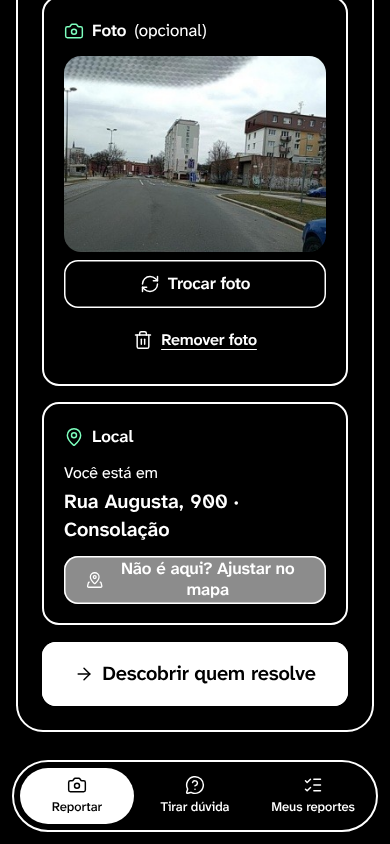 Foto (opcional)
Trocar foto
Remover foto
Local
Você está em
Rua Augusta, 900 ·
Consolação
Não é aqui? Ajustar no
mapa
Descobrir quem resolve
Reportar
Tirar dúvida
Meus reportes